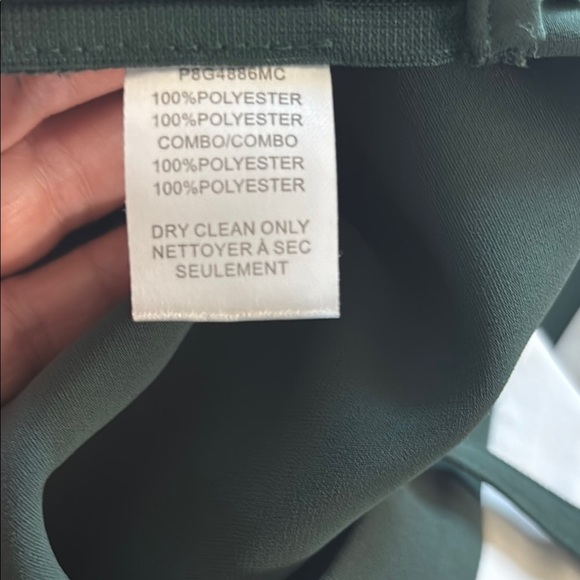 P8G4886MC
100%POLYESTER
100%POLYESTER
COMBO/COMBO
100%POLYESTER
100%POLYESTER
DRY CLEAN ONLY
NETTOYER À SEC
SEULEMENT